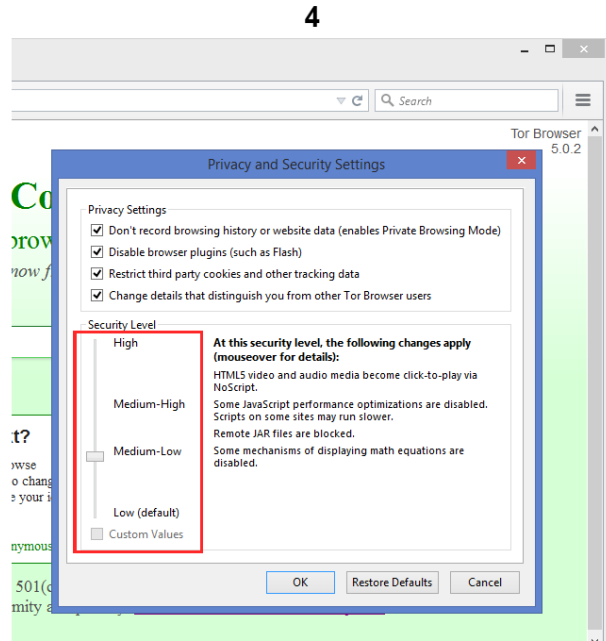 4
Search
Tor Browser
5.0.2
Privacy and Security Settings
Privacy Settings
Don't record browsing history or website data (enables Private Browsing Mode)
Disable browser plugins (such as Flash)
Restrict third party cookies and other tracking data
Change details that distinguish you from other Tor Browser users
Security Level
High
Medium-High
Medium-Low
Low (default)
Custom Values
At this security level, the following changes apply
(mouseover for details):
HTML5 video and audio media become click-to-play via
NoScript.
Some JavaScript performance optimizations are disabled.
Scripts on some sites may run slower.
Remote JAR files are blocked.
Some mechanisms of displaying math equations are
disabled.
OK
Restore Defaults
Cancel
Co
brow
now f
t?
owse
o chang
e your i
nymous
501(c
mity a